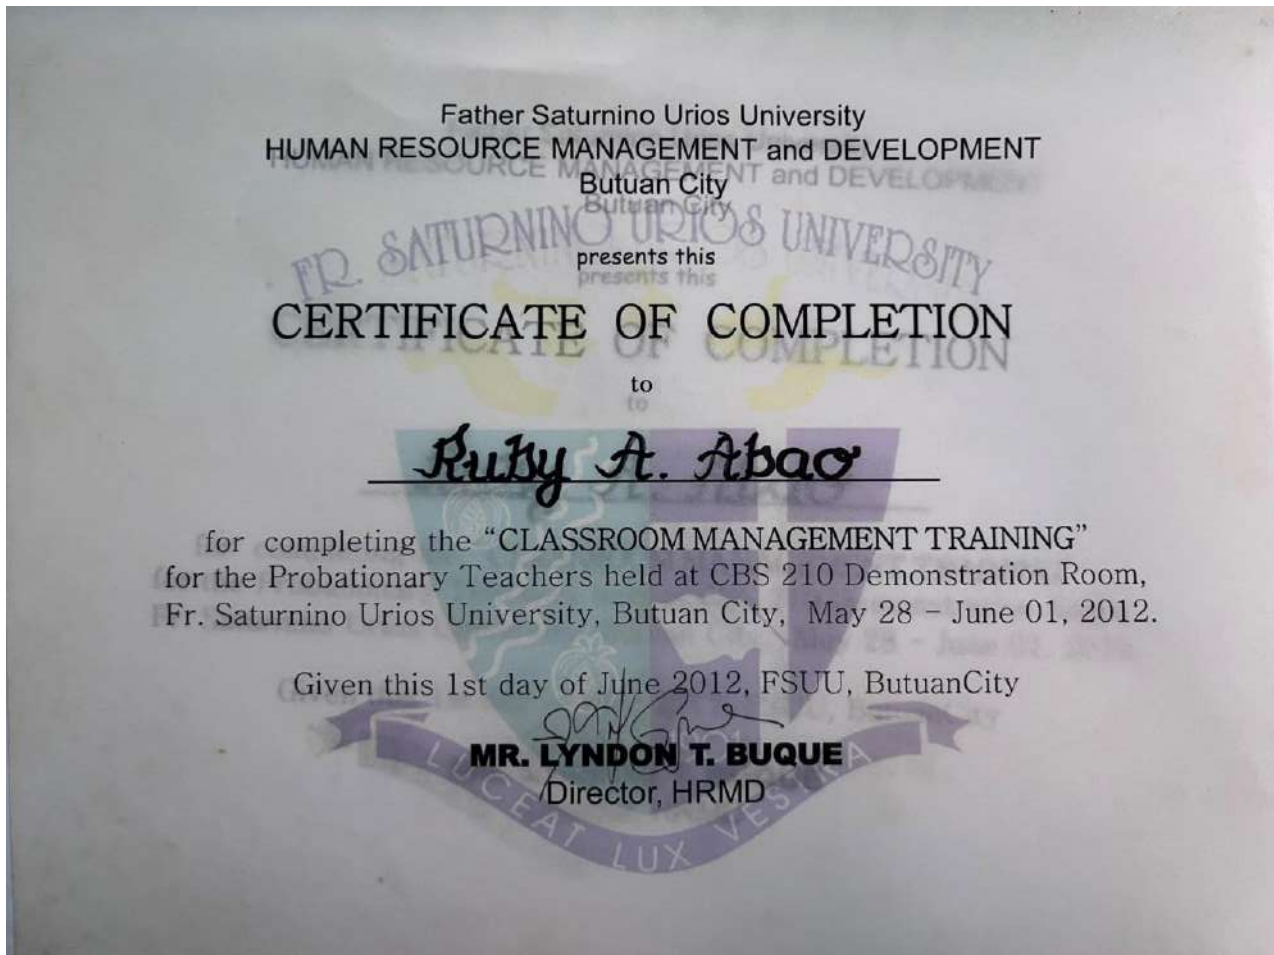 Father Saturnino Urios University
HUMAN RESOURCE MANAGEMENT and DEVELOPMENT
Butuan City
FR. SATURNINO URIOS UNIVERSITY
presents this
CERTIFICATE OF COMPLETION
to
Ruby A. Abao
for completing the “CLASSROOM MANAGEMENT TRAINING”
for the Probationary Teachers held at CBS 210 Demonstration Room,
Fr. Saturnino Urios University, Butuan City, May 28 – June 01, 2012.
Given this 1st day of June 2012, FSUU, ButuanCity
MR. LYNDON T. BUQUE
Director, HRMD
LUCEAT LUX VESTRA